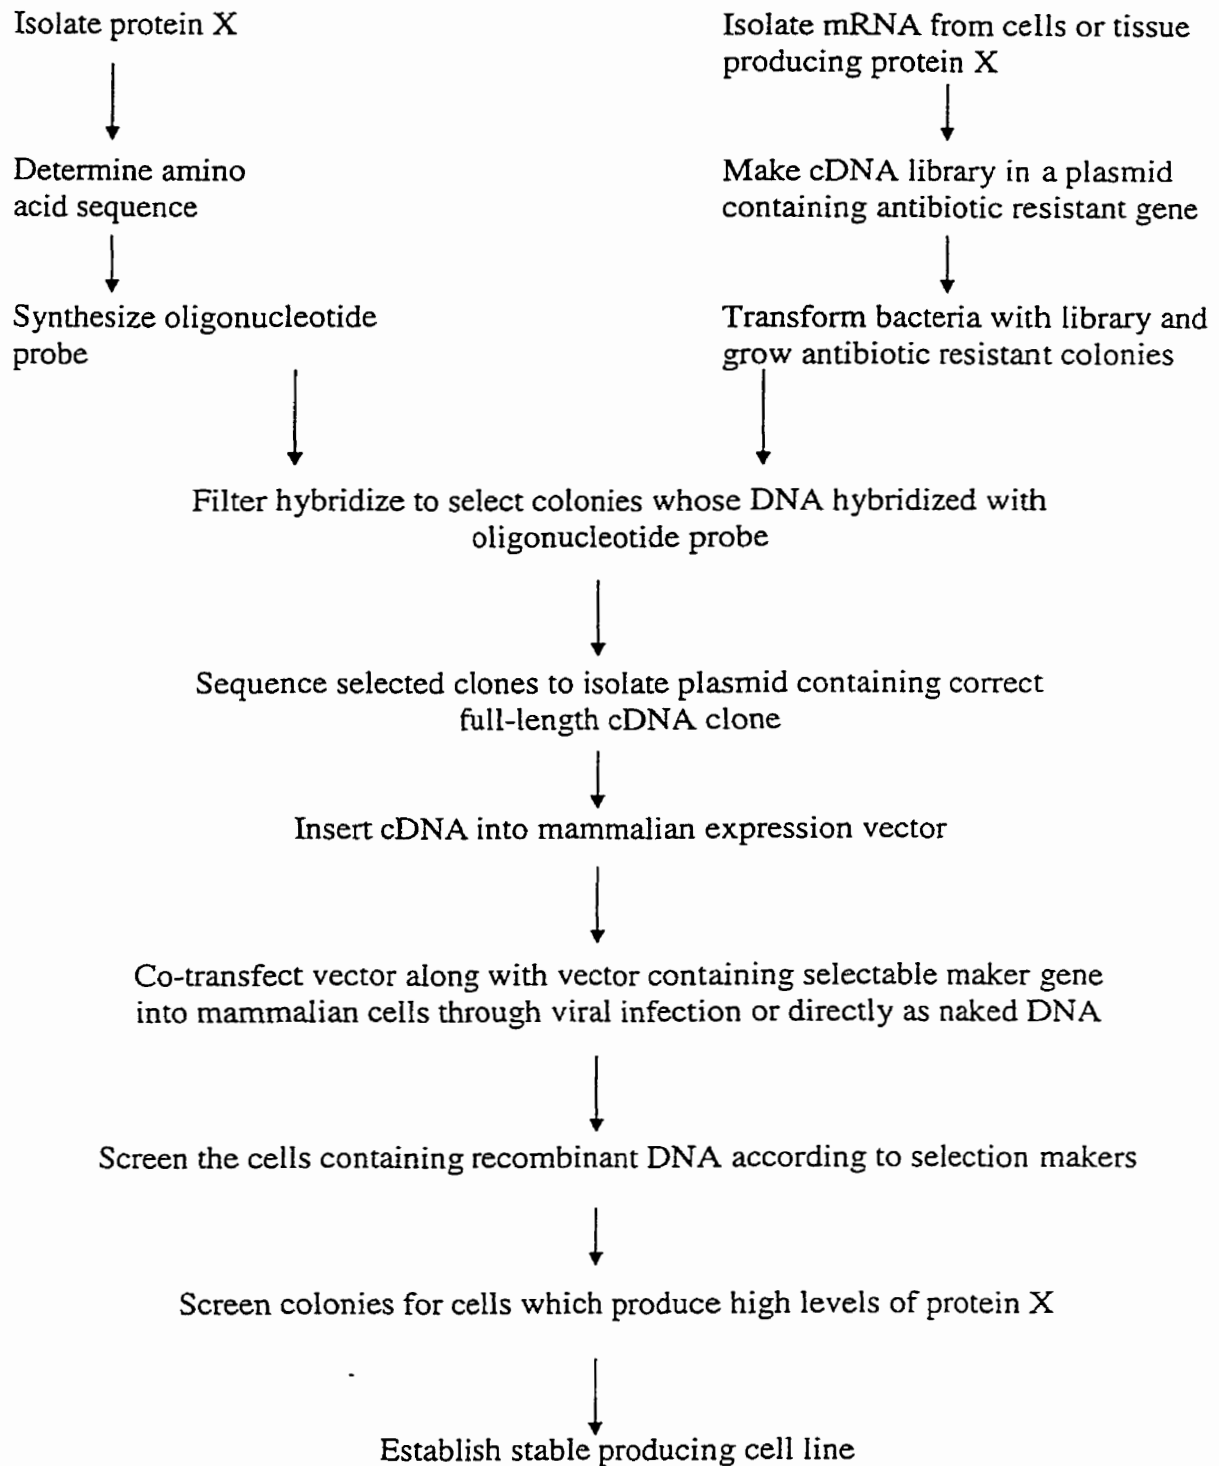 Isolate protein X
Isolate mRNA from cells or tissue
producing protein X
Determine amino
acid sequence
Make cDNA library in a plasmid
containing antibiotic resistant gene
Synthesize oligonucleotide
probe
Transform bacteria with library and
grow antibiotic resistant colonies
Filter hybridize to select colonies whose DNA hybridized with
oligonucleotide probe
Sequence selected clones to isolate plasmid containing correct
full-length cDNA clone
Insert cDNA into mammalian expression vector
Co-transfect vector along with vector containing selectable maker gene
into mammalian cells through viral infection or directly as naked DNA
Screen the cells containing recombinant DNA according to selection makers
Screen colonies for cells which produce high levels of protein X
Establish stable producing cell line